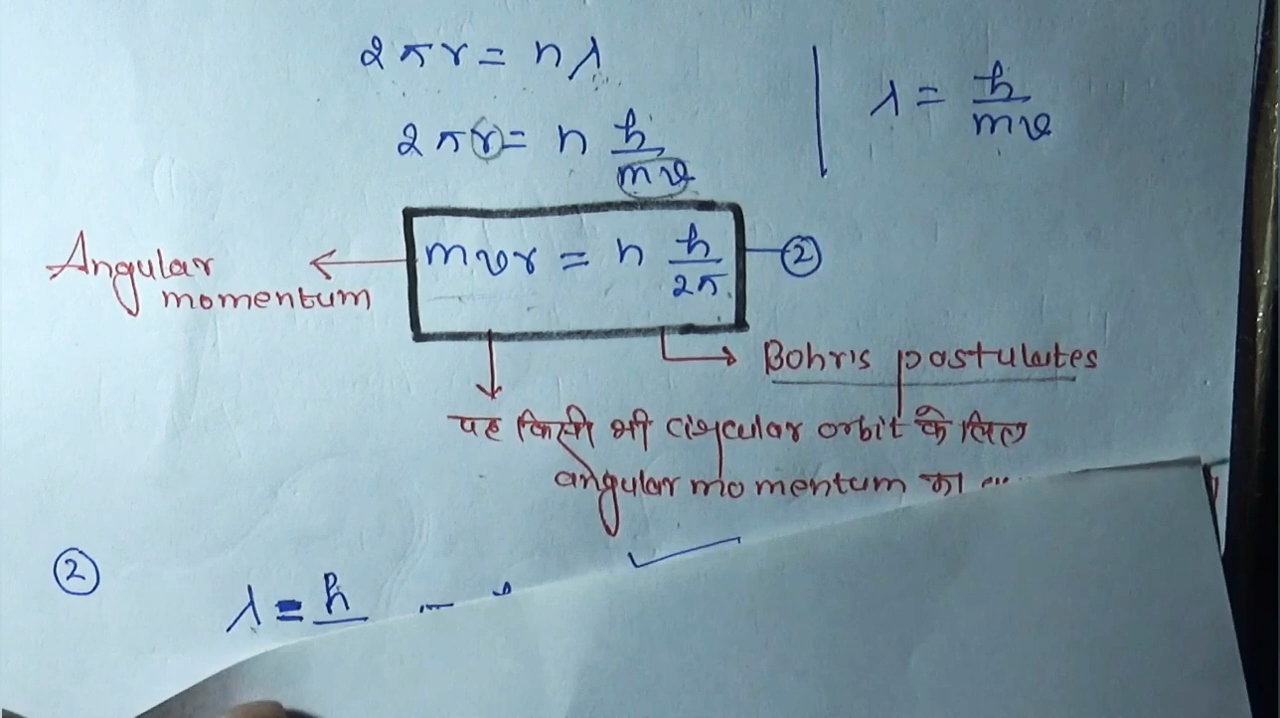 2πr = nλ
λ = ħ/mv
2πr = n ħ/mv
mvr = n ħ/2π
②
Angular
momentum
Bohr's postulates
यह किसी भी circular orbit के लिए
angular momentum का ...
②
λ = h